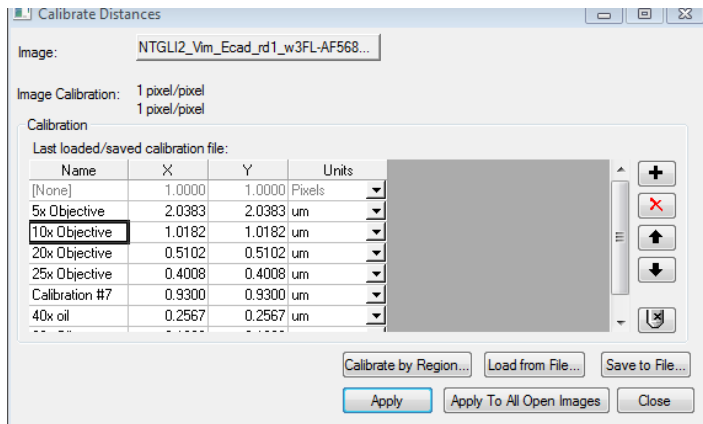 Calibrate Distances
Image: NTGLI2_Vim_Ecad_rd1_w3FL-AF568...
Image Calibration: 1 pixel/pixel
1 pixel/pixel
Calibration
Last loaded/saved calibration file:
Name X Y Units
[None] 1.0000 1.0000 Pixels
5x Objective 2.0383 2.0383 um
10x Objective 1.0182 1.0182 um
20x Objective 0.5102 0.5102 um
25x Objective 0.4008 0.4008 um
Calibration #7 0.9300 0.9300 um
40x oil 0.2567 0.2567 um
Calibrate by Region... Load from File... Save to File...
Apply Apply To All Open Images Close